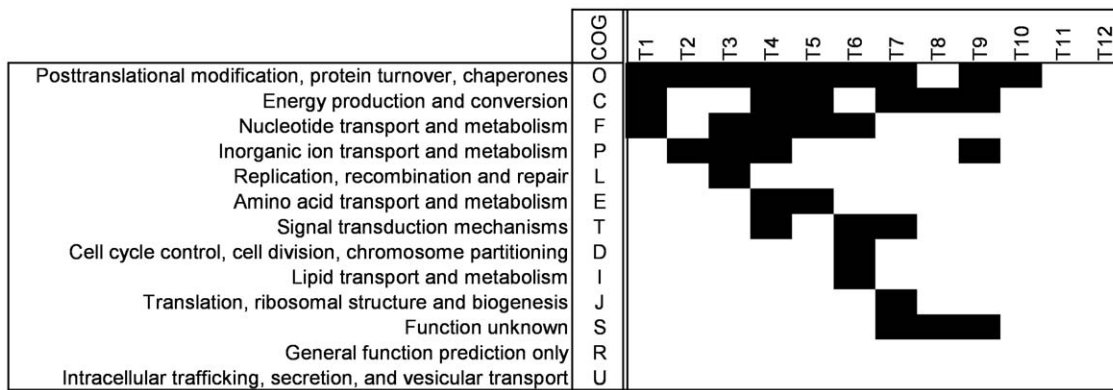 COG T1 T2 T3 T4 T5 T6 T7 T8 T9 T10 T11 T12
Posttranslational modification, protein turnover, chaperones O
Energy production and conversion C
Nucleotide transport and metabolism F
Inorganic ion transport and metabolism P
Replication, recombination and repair L
Amino acid transport and metabolism E
Signal transduction mechanisms T
Cell cycle control, cell division, chromosome partitioning D
Lipid transport and metabolism I
Translation, ribosomal structure and biogenesis J
Function unknown S
General function prediction only R
Intracellular trafficking, secretion, and vesicular transport U